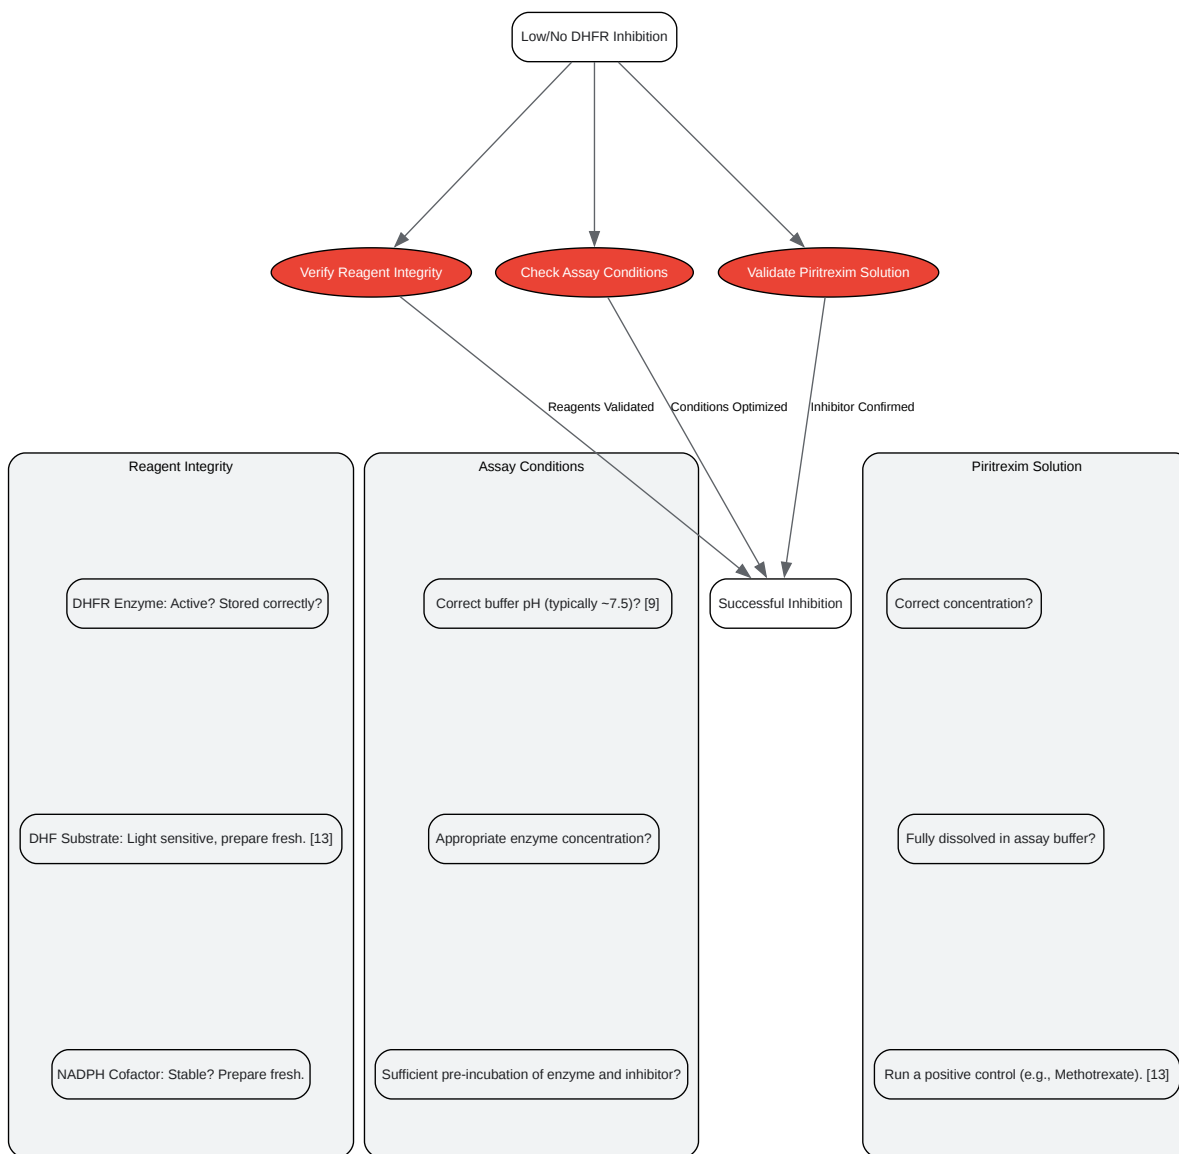 Low/No DHFR Inhibition
Verify Reagent Integrity
Check Assay Conditions
Validate Piritrexim Solution
Reagents Validated
Conditions Optimized
Inhibitor Confirmed
Reagent Integrity
Assay Conditions
Piritrexim Solution
DHFR Enzyme: Active? Stored correctly?
Correct buffer pH (typically ~7.5)? [9]
Successful Inhibition
Correct concentration?
DHF Substrate: Light sensitive, prepare fresh. [13]
Appropriate enzyme concentration?
Fully dissolved in assay buffer?
NADPH Cofactor: Stable? Prepare fresh.
Sufficient pre-incubation of enzyme and inhibitor?
Run a positive control (e.g., Methotrexate). [13]